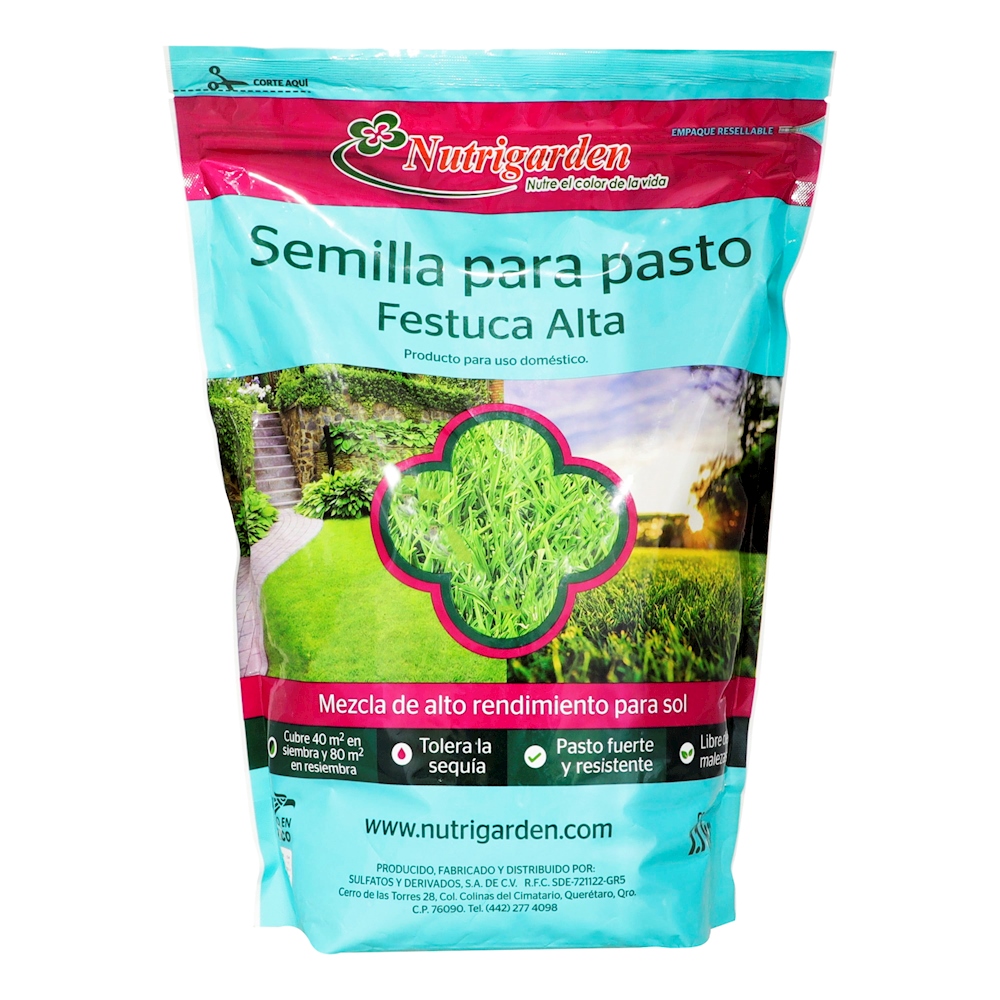 CORTE AQUÍ
EMPAQUE RESELLABLE
Nutrigarden
Nutre el color de la vida
Semilla para pasto
Festuca Alta
Producto para uso doméstico.
Mezcla de alto rendimiento para sol
Cubre 40 m² en
siembra y 80 m²
en resiembra
Tolera la
sequía
Pasto fuerte
y resistente
Libre
www.nutrigarden.com
PRODUCIDO, FABRICADO Y DISTRIBUIDO POR:
SULFATOS Y DERIVADOS, S.A. DE C.V. R.F.C. SDE-721122-GR5
Cerro de las Torres 28, Col. Colinas del Cimatario, Querétaro, Qro.
C.P. 76090. Tel. (442) 277 4098